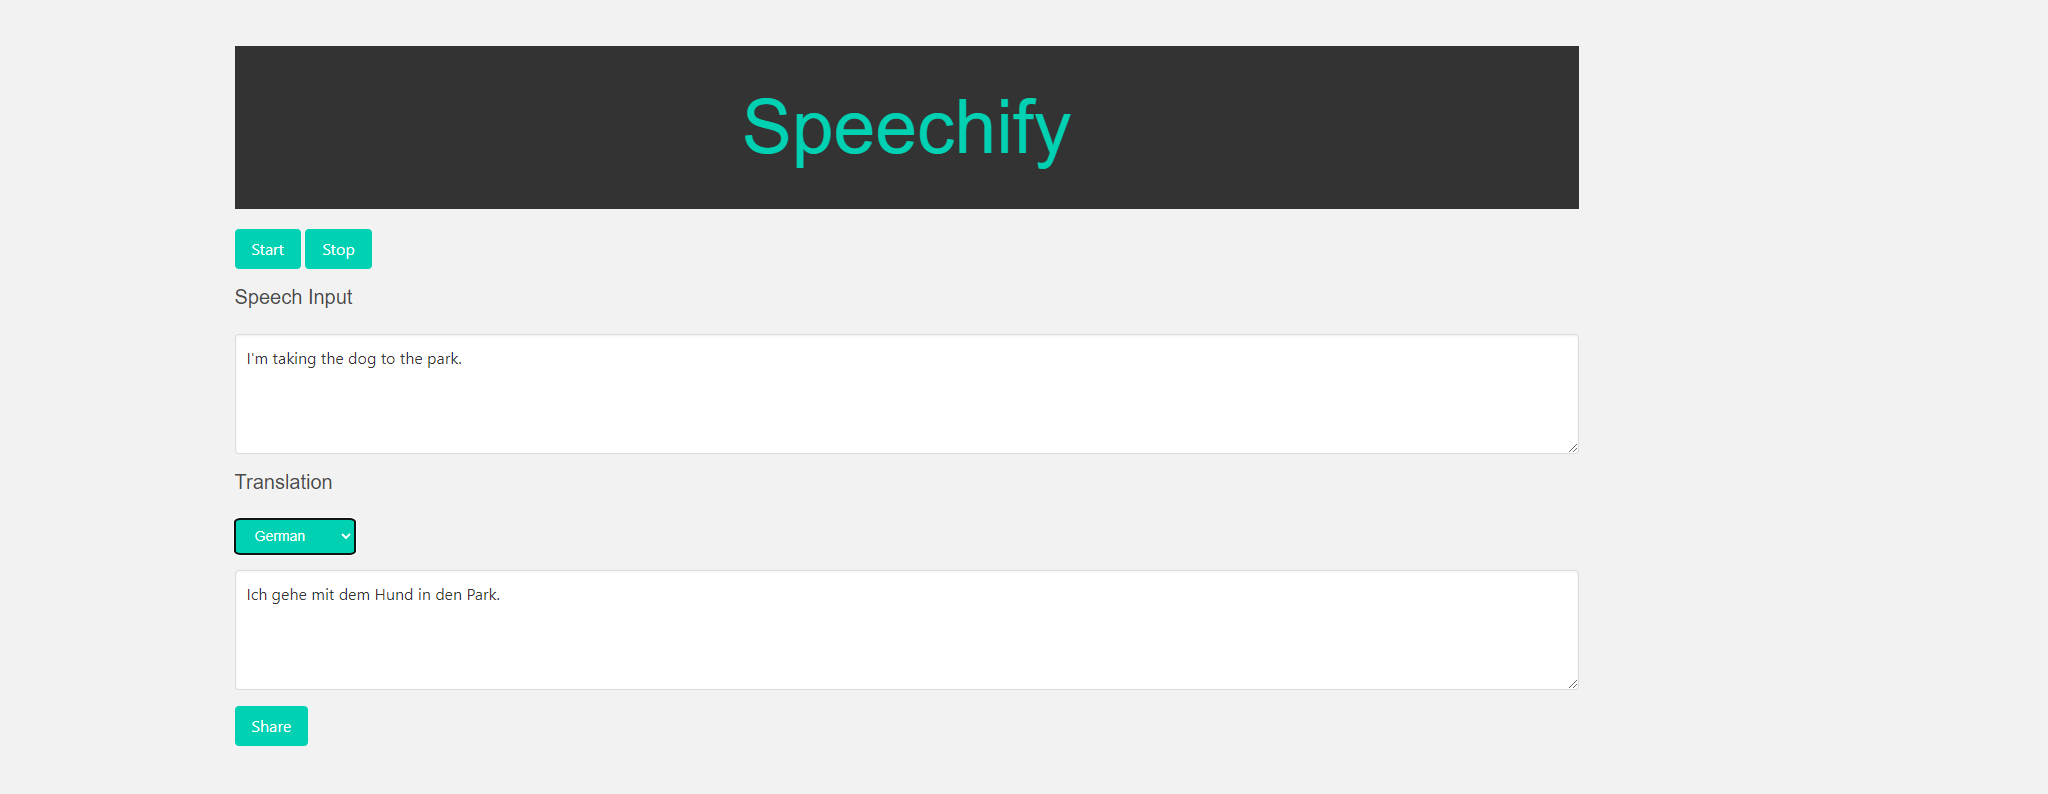 Speechify
Start Stop
Speech Input
I'm taking the dog to the park.
Translation
German
Ich gehe mit dem Hund in den Park.
Share